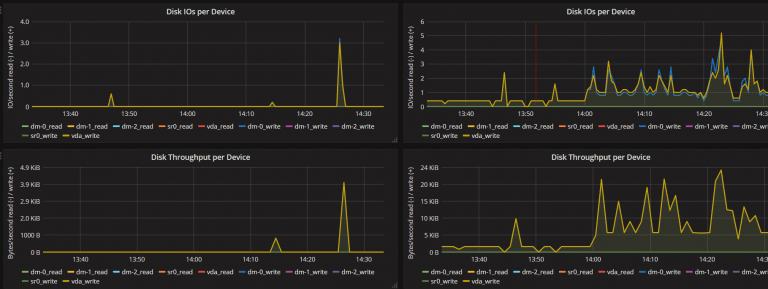 Disk IOs per Device
IO/second read (-) / write (+)
4.0
3.0
2.0
1.0
0
13:40 13:50 14:00 14:10 14:20 14:30
dm-0_read dm-1_read dm-2_read sr0_read vda_read dm-0_write dm-1_write dm-2_write
sr0_write vda_write
Disk IOs per Device
IO/second read (-) / write (+)
6
5
4
3
2
1
0
13:40 13:50 14:00 14:10 14:20 14:3
dm-0_read dm-1_read dm-2_read sr0_read vda_read dm-0_write dm-1_write dm-2_write
sr0_write vda_write
Disk Throughput per Device
Bytes/second read (-) / write (+)
4.9 KiB
3.9 KiB
2.9 KiB
2.0 KiB
1000 B
0 B
13:40 13:50 14:00 14:10 14:20 14:30
dm-0_read dm-1_read dm-2_read sr0_read vda_read dm-0_write dm-1_write dm-2_write
sr0_write vda_write
Disk Throughput per Device
Bytes/second read (-) / write (+)
24 KiB
20 KiB
15 KiB
10 KiB
5 KiB
0 B
13:40 13:50 14:00 14:10 14:20 14:3
dm-0_read dm-1_read dm-2_read sr0_read vda_read dm-0_write dm-1_write dm-2_write
sr0_write vda_write